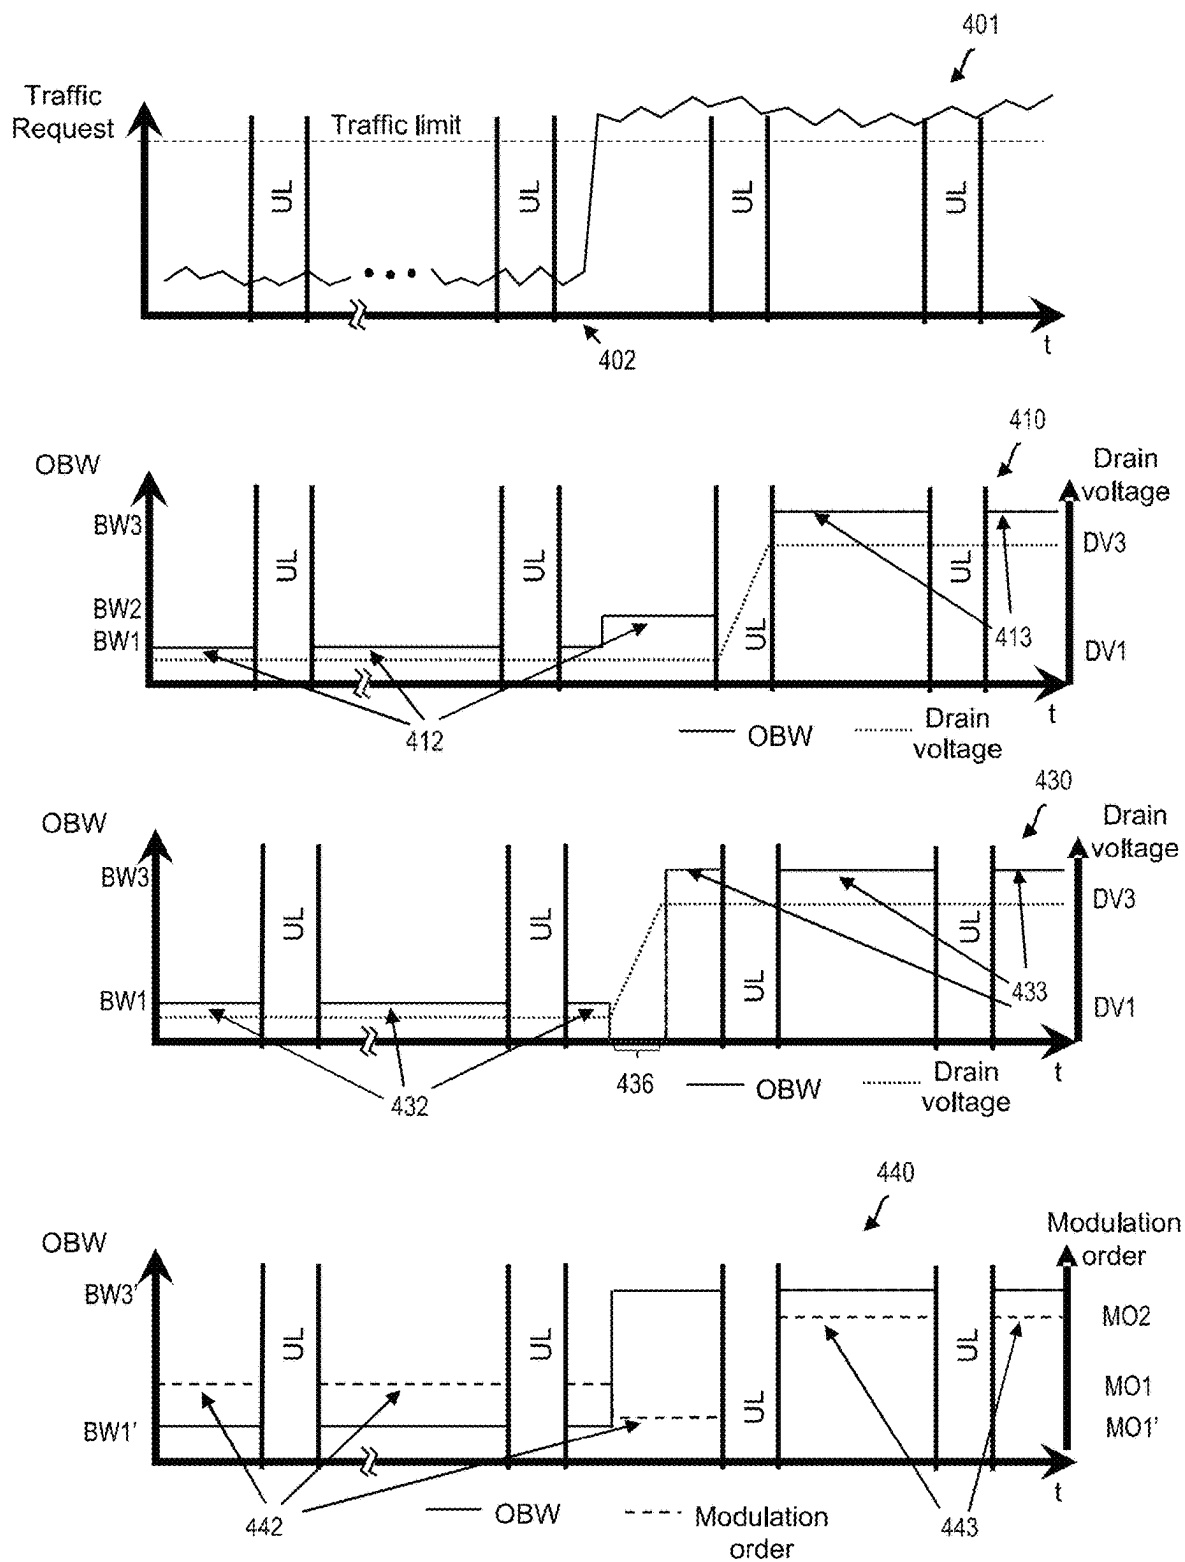 401
Traffic
Request
Traffic limit
UL
UL
UL
UL
402
t
410
OBW
Drain
voltage
BW3
DV3
BW2
BW1
DV1
UL
UL
UL
UL
413
412
t
OBW
Drain
voltage
430
OBW
Drain
voltage
BW3
DV3
BW1
DV1
UL
UL
UL
UL
433
432
436
t
OBW
Drain
voltage
440
OBW
Modulation
order
BW3'
MO2
MO1
BW1'
MO1'
UL
UL
UL
UL
t
442
443
OBW
Modulation
order